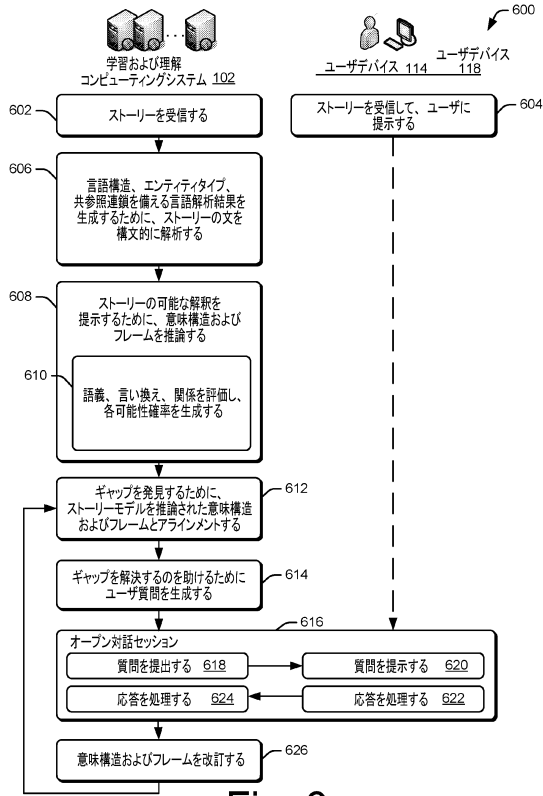 600
学習および理解
コンピューティングシステム 102
ユーザデバイス 114
ユーザデバイス
118
602
ストーリーを受信する
ストーリーを受信して、ユーザに
提示する
604
606
言語構造、エンティティタイプ、
共参照連鎖を備える言語解析結果を
生成するために、ストーリーの文を
構文的に解析する
608
ストーリーの可能な解釈を
提示するために、意味構造および
フレームを推論する
610
語義、言い換え、関係を評価し、
各可能性確率を生成する
ギャップを発見するために、
ストーリーモデルを推論された意味構造
およびフレームとアラインメントする
612
ギャップを解決するのを助けるために
ユーザ質問を生成する
614
616
オープン対話セッション
質問を提出する 618
質問を提示する 620
応答を処理する 624
応答を処理する 622
意味構造およびフレームを改訂する
626